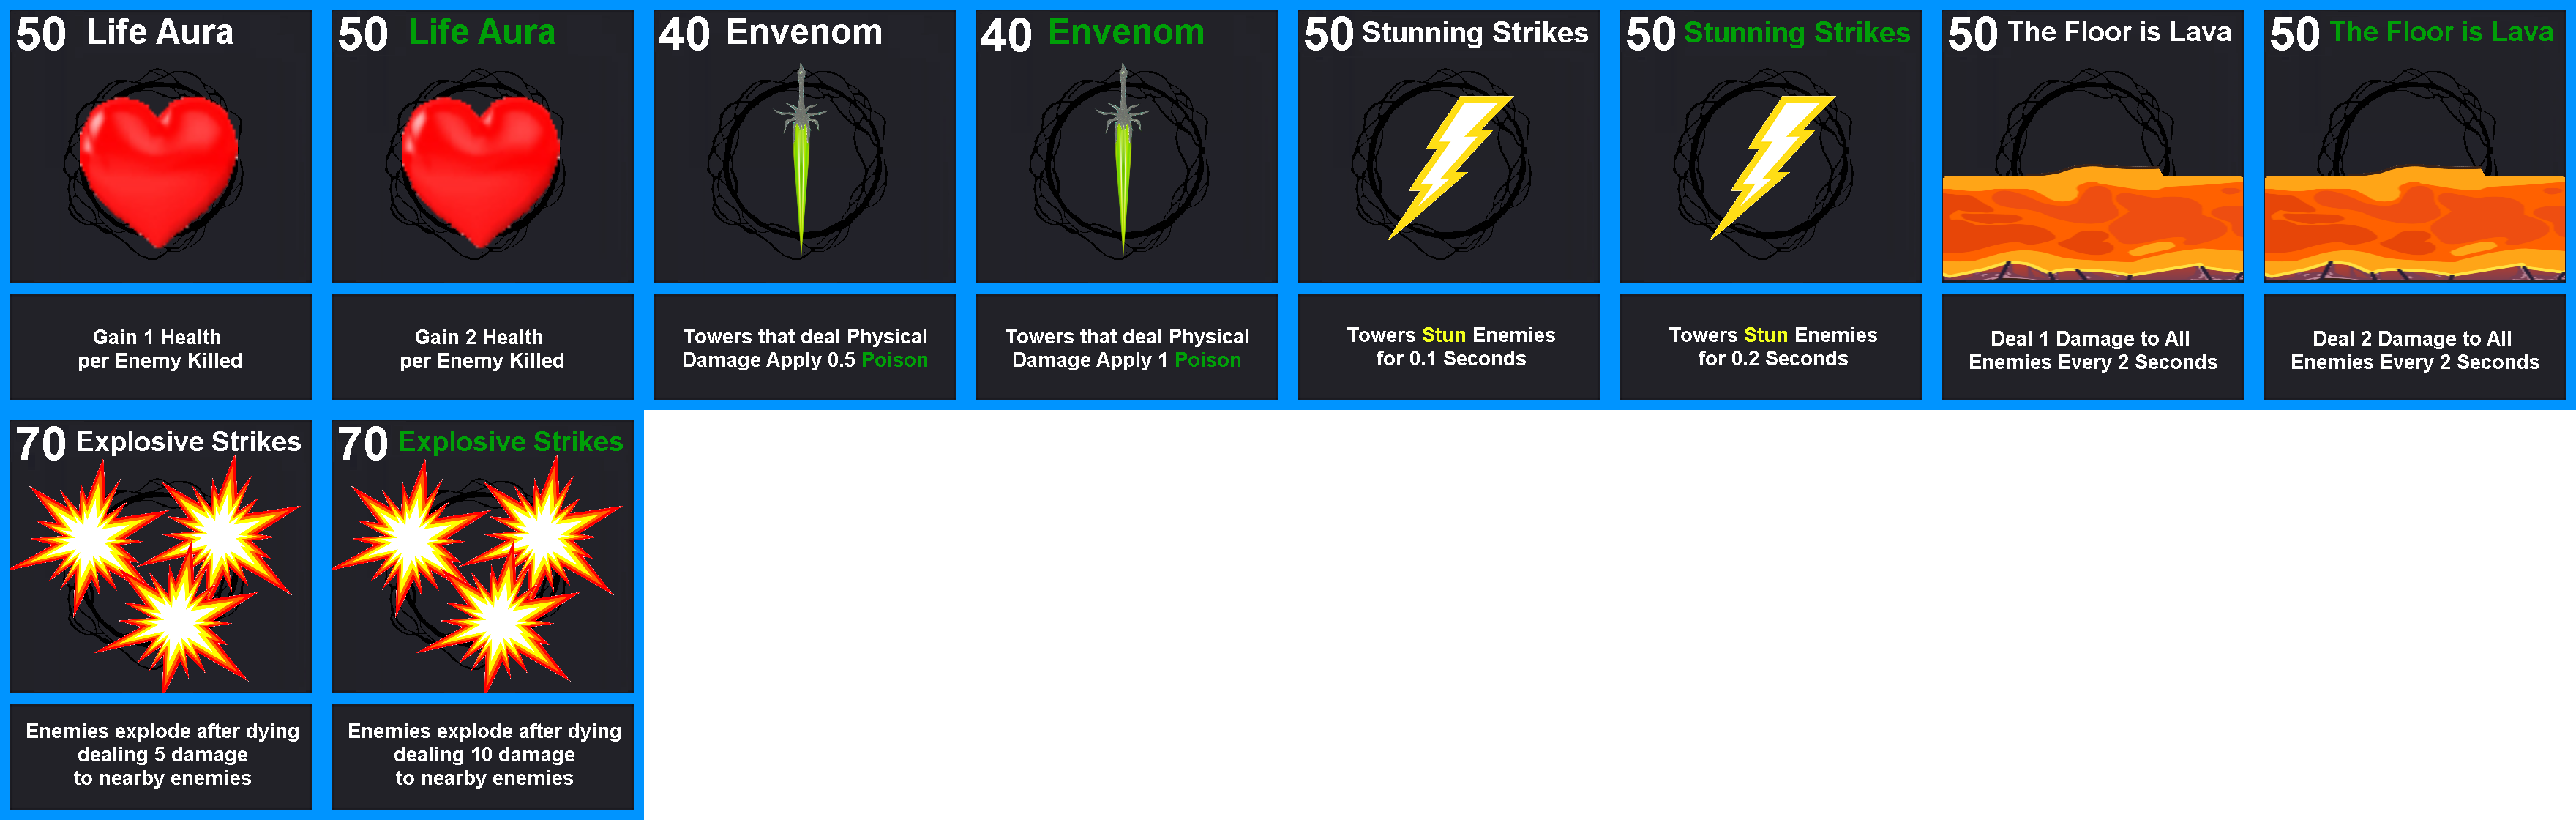 50 Life Aura
Gain 1 Health
per Enemy Killed
50 Life Aura
Gain 2 Health
per Enemy Killed
40 Envenom
Towers that deal Physical
Damage Apply 0.5 Poison
40 Envenom
Towers that deal Physical
Damage Apply 1 Poison
50 Stunning Strikes
Towers Stun Enemies
for 0.1 Seconds
50 Stunning Strikes
Towers Stun Enemies
for 0.2 Seconds
50 The Floor is Lava
Deal 1 Damage to All
Enemies Every 2 Seconds
50 The Floor is Lava
Deal 2 Damage to All
Enemies Every 2 Seconds
70 Explosive Strikes
Enemies explode after dying
dealing 5 damage
to nearby enemies
70 Explosive Strikes
Enemies explode after dying
dealing 10 damage
to nearby enemies